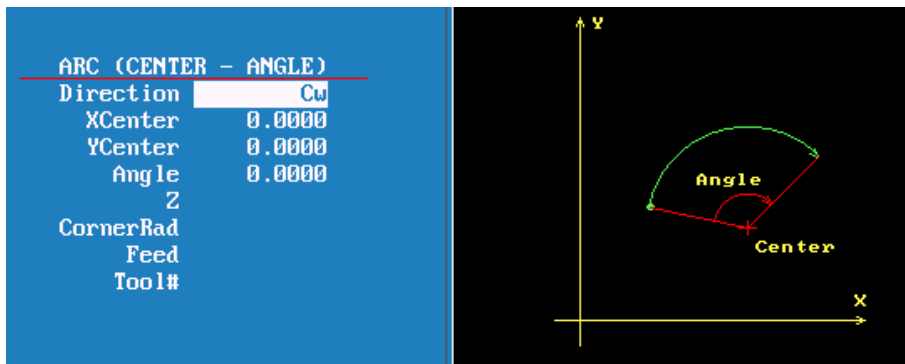 ARC (CENTER - ANGLE)
Direction Cw
XCenter 0.0000
YCenter 0.0000
Angle 0.0000
Z
CornerRad
Feed
Tool#
Y
Angle
Center
X